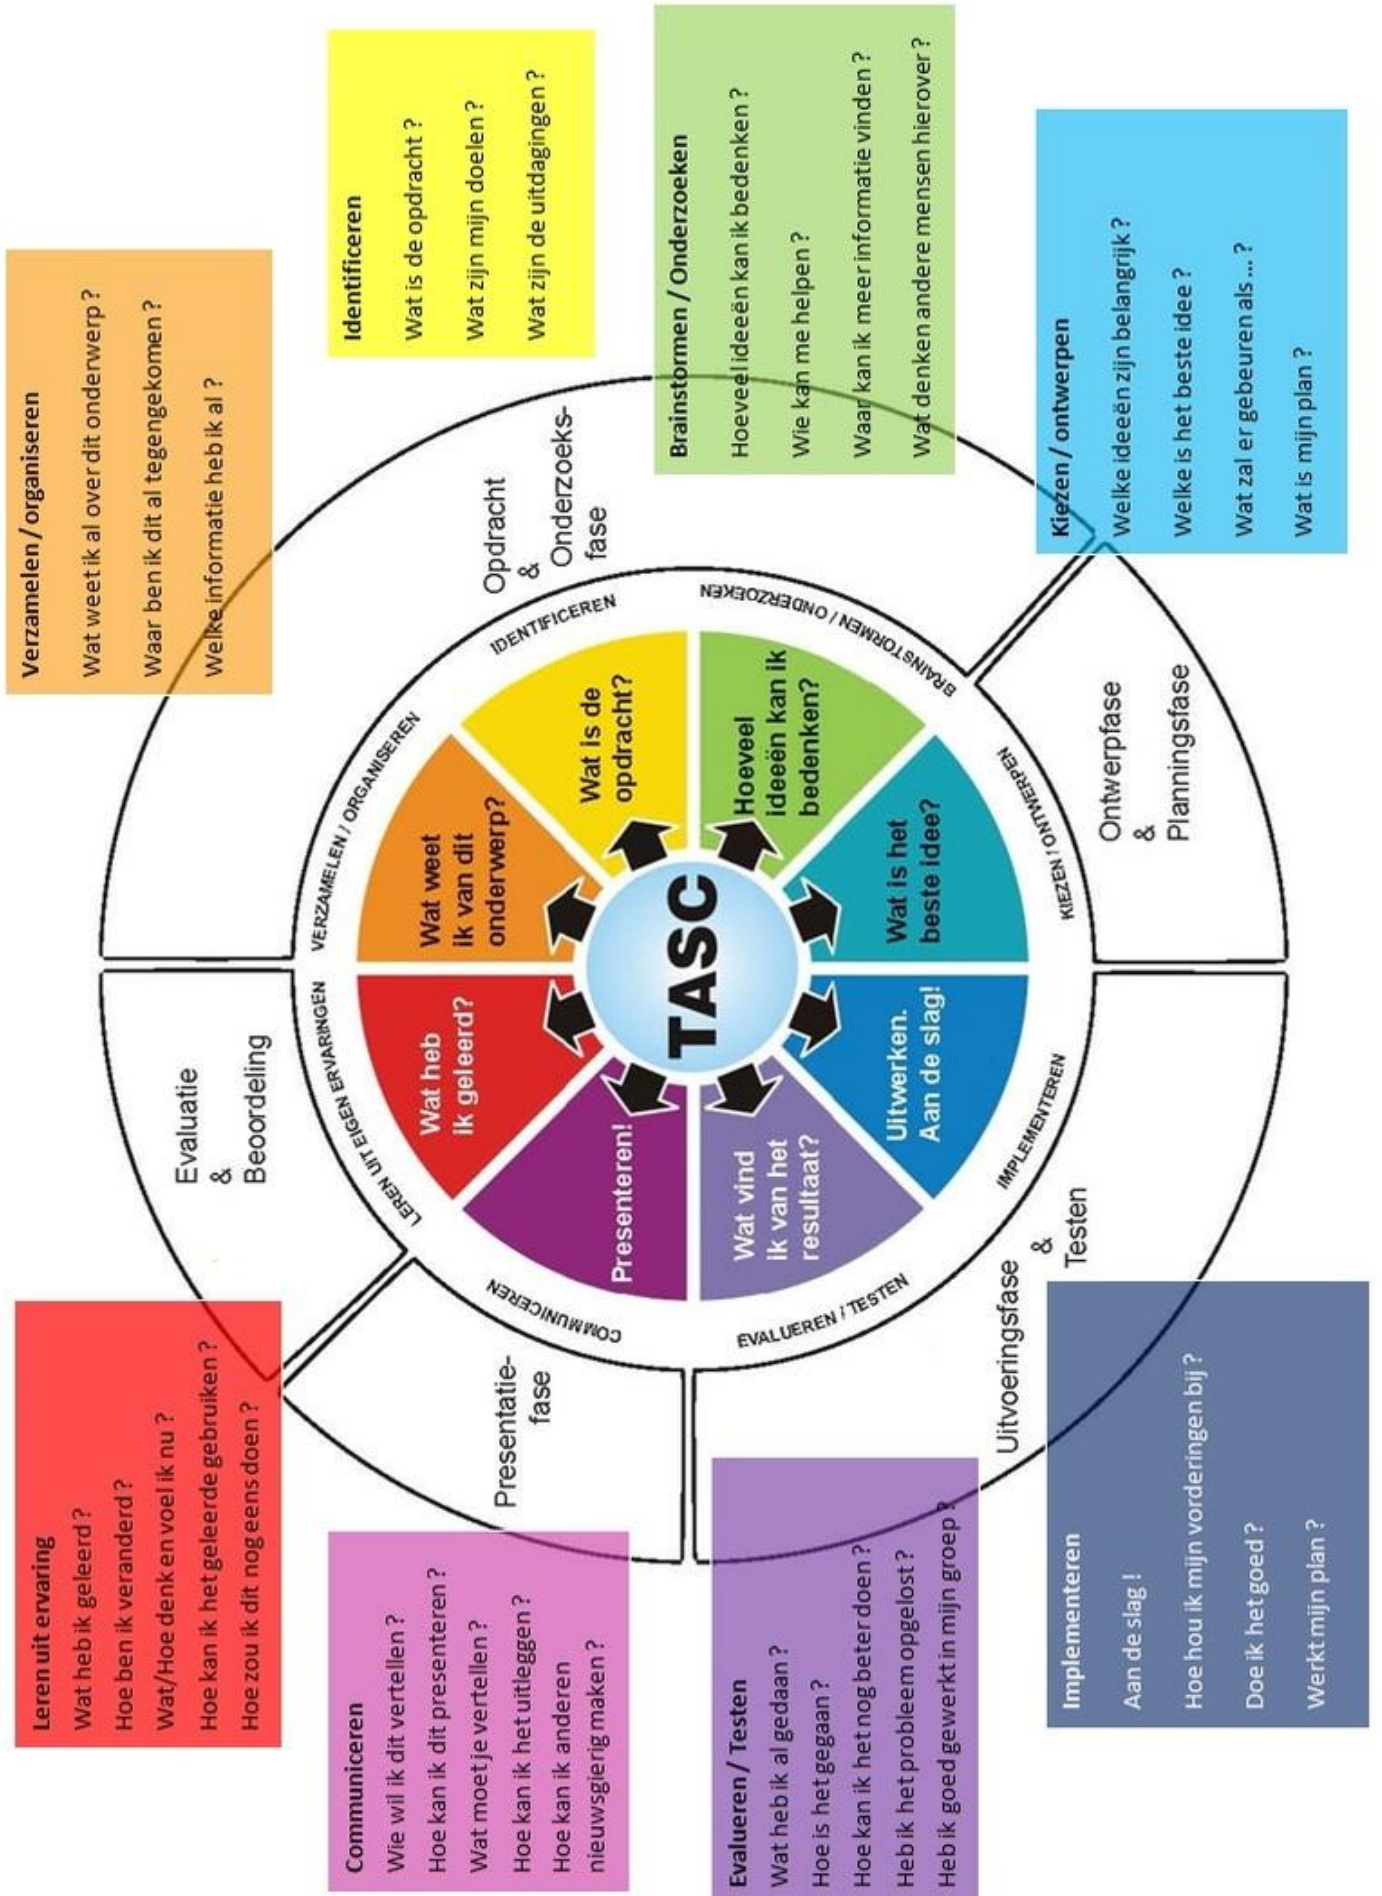 Verzamelen / organiseren
Wat weet ik al over dit onderwerp ?
Waar ben ik dit al tegengekomen ?
Welke informatie heb ik al ?
Identificeren
Wat is de opdracht ?
Wat zijn mijn doelen ?
Wat zijn de uitdagingen ?
Brainstormen / Onderzoeken
Hoeveel ideeën kan ik bedenken ?
Wie kan me helpen ?
Waar kan ik meer informatie vinden ?
Wat denken andere mensen hierover ?
Kiezen / ontwerpen
Welke ideeën zijn belangrijk ?
Welke is het beste idee ?
Wat zal er gebeuren als ... ?
Wat is mijn plan ?
Implementeren
Aan de slag !
Hoe hou ik mijn vorderingen bij ?
Doe ik het goed ?
Werkt mijn plan ?
Evalueren / Testen
Wat heb ik al gedaan ?
Hoe is het gegaan ?
Hoe kan ik het nog beter doen ?
Heb ik het probleem opgelost ?
Heb ik goed gewerkt in mijn groep ?
Communiceren
Wie wil ik dit vertellen ?
Hoe kan ik dit presenteren ?
Wat moet je vertellen ?
Hoe kan ik het uitleggen ?
Hoe kan ik anderen
nieuwsgierig maken ?
Leren uit ervaring
Wat heb ik geleerd ?
Hoe ben ik veranderd ?
Wat/Hoe denk en voel ik nu ?
Hoe kan ik het geleerde gebruiken ?
Hoe zou ik dit nog eens doen ?
Opdracht
&
Onderzoeks-
fase
Ontwerpfase
&
Planningsfase
Uitvoeringsfase
&
Testen
Presentatie-
fase
Evaluatie
&
Beoordeling
VERZAMELEN / ORGANISEREN
IDENTIFICEREN
BRAINSTORMEN / ONDERZOEKEN
KIEZEN / ONTWERPEN
IMPLEMENTEREN
EVALUEREN / TESTEN
COMMUNICEREN
LEREN UIT EIGEN ERVARINGEN
Wat weet
ik van dit
onderwerp?
Wat is de
opdracht?
Hoeveel
ideeën kan ik
bedenken?
Wat is het
beste idee?
Uitwerken.
Aan de slag!
Wat vind
ik van het
resultaat?
Presenteren!
Wat heb
ik geleerd?
TASC